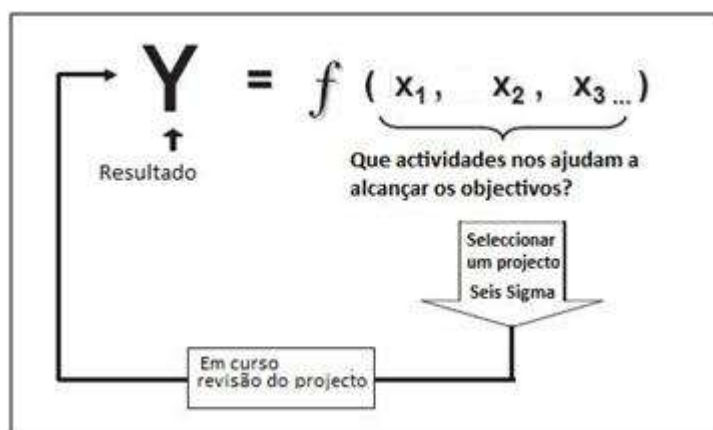 Y = f ( x₁, x₂, x₃ ... )
Resultado
Que actividades nos ajudam a
alcançar os objectivos?
Seleccionar
um projecto
Seis Sigma
Em curso
revisão do projecto